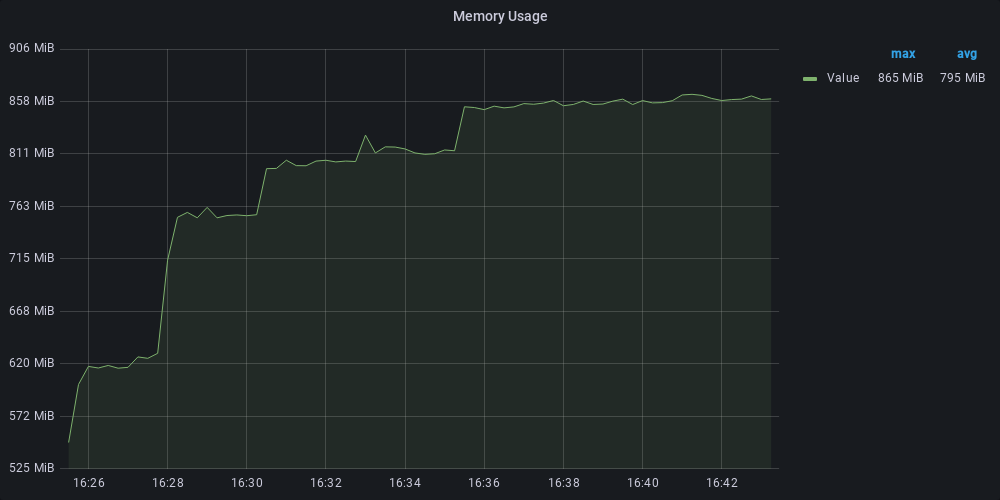 Memory Usage
906 MiB
858 MiB
811 MiB
763 MiB
715 MiB
668 MiB
620 MiB
572 MiB
525 MiB
16:26 16:28 16:30 16:32 16:34 16:36 16:38 16:40 16:42
max avg
Value 865 MiB 795 MiB